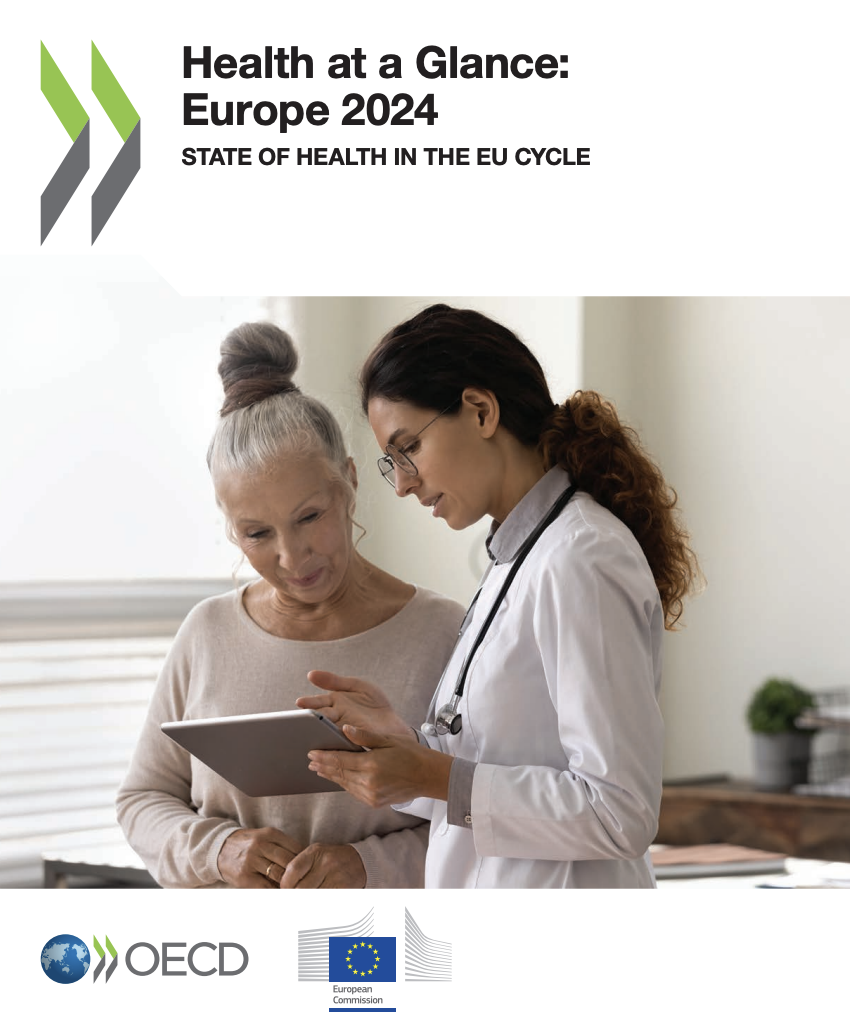 Health at a Glance:
Europe 2024
STATE OF HEALTH IN THE EU CYCLE
OECD
European
Commission